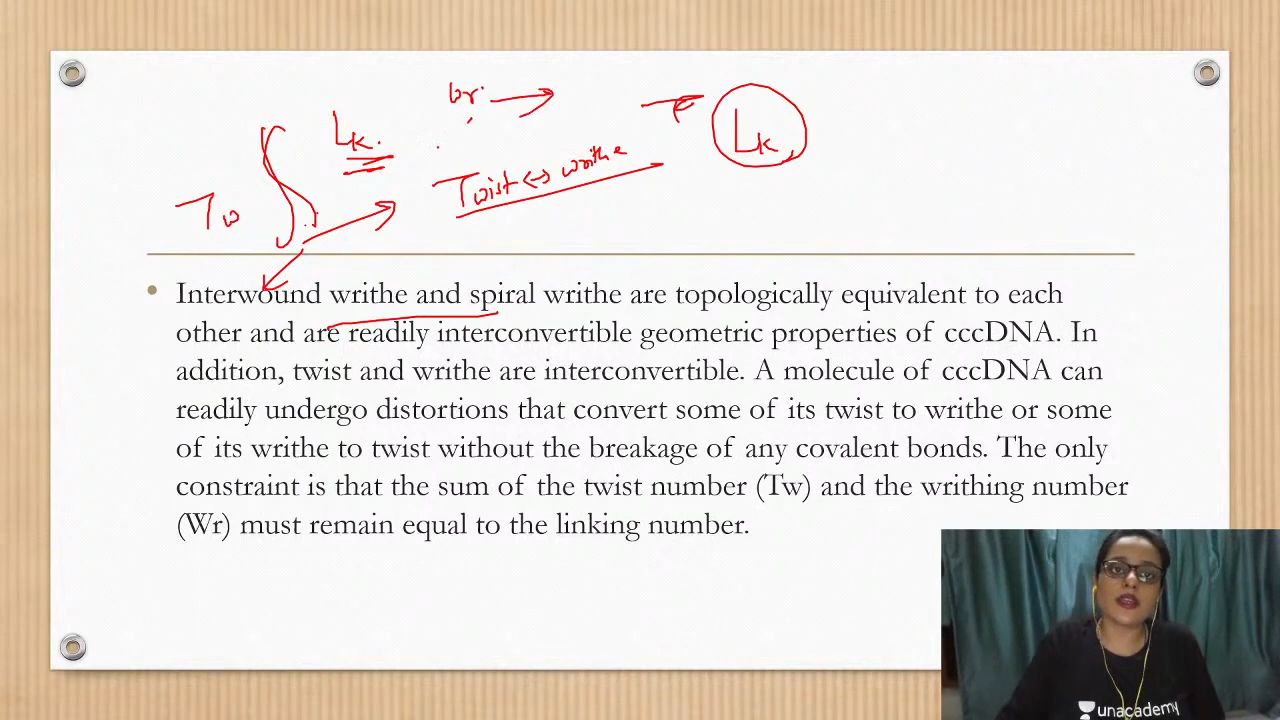 wr.
Lk
Lk.
Twist ↔ writhe
Tw
• Interwound writhe and spiral writhe are topologically equivalent to each
other and are readily interconvertible geometric properties of cccDNA. In
addition, twist and writhe are interconvertible. A molecule of cccDNA can
readily undergo distortions that convert some of its twist to writhe or some
of its writhe to twist without the breakage of any covalent bonds. The only
constraint is that the sum of the twist number (Tw) and the writhing number
(Wr) must remain equal to the linking number.
unacademy